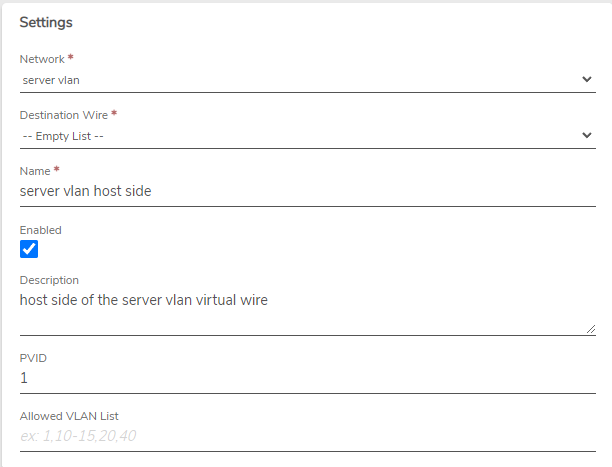 Settings
Network *
server vlan
Destination Wire *
-- Empty List --
Name *
server vlan host side
Enabled
Description
host side of the server vlan virtual wire
PVID
1
Allowed VLAN List
ex: 1,10-15,20,40